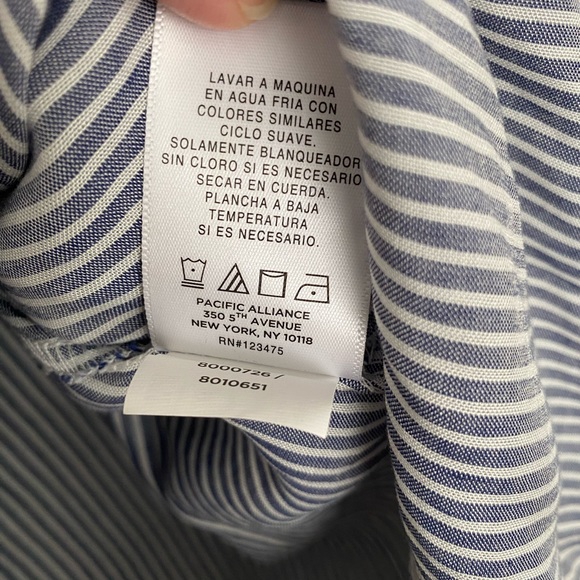 LAVAR A MAQUINA
EN AGUA FRIA CON
COLORES SIMILARES
CICLO SUAVE.
SOLAMENTE BLANQUEADOR
SIN CLORO SI ES NECESARIO
SECAR EN CUERDA.
PLANCHA A BAJA
TEMPERATURA
SI ES NECESARIO.
PACIFIC ALLIANCE
350 5TH AVENUE
NEW YORK, NY 10118
RN#123475
8000726 /
8010651